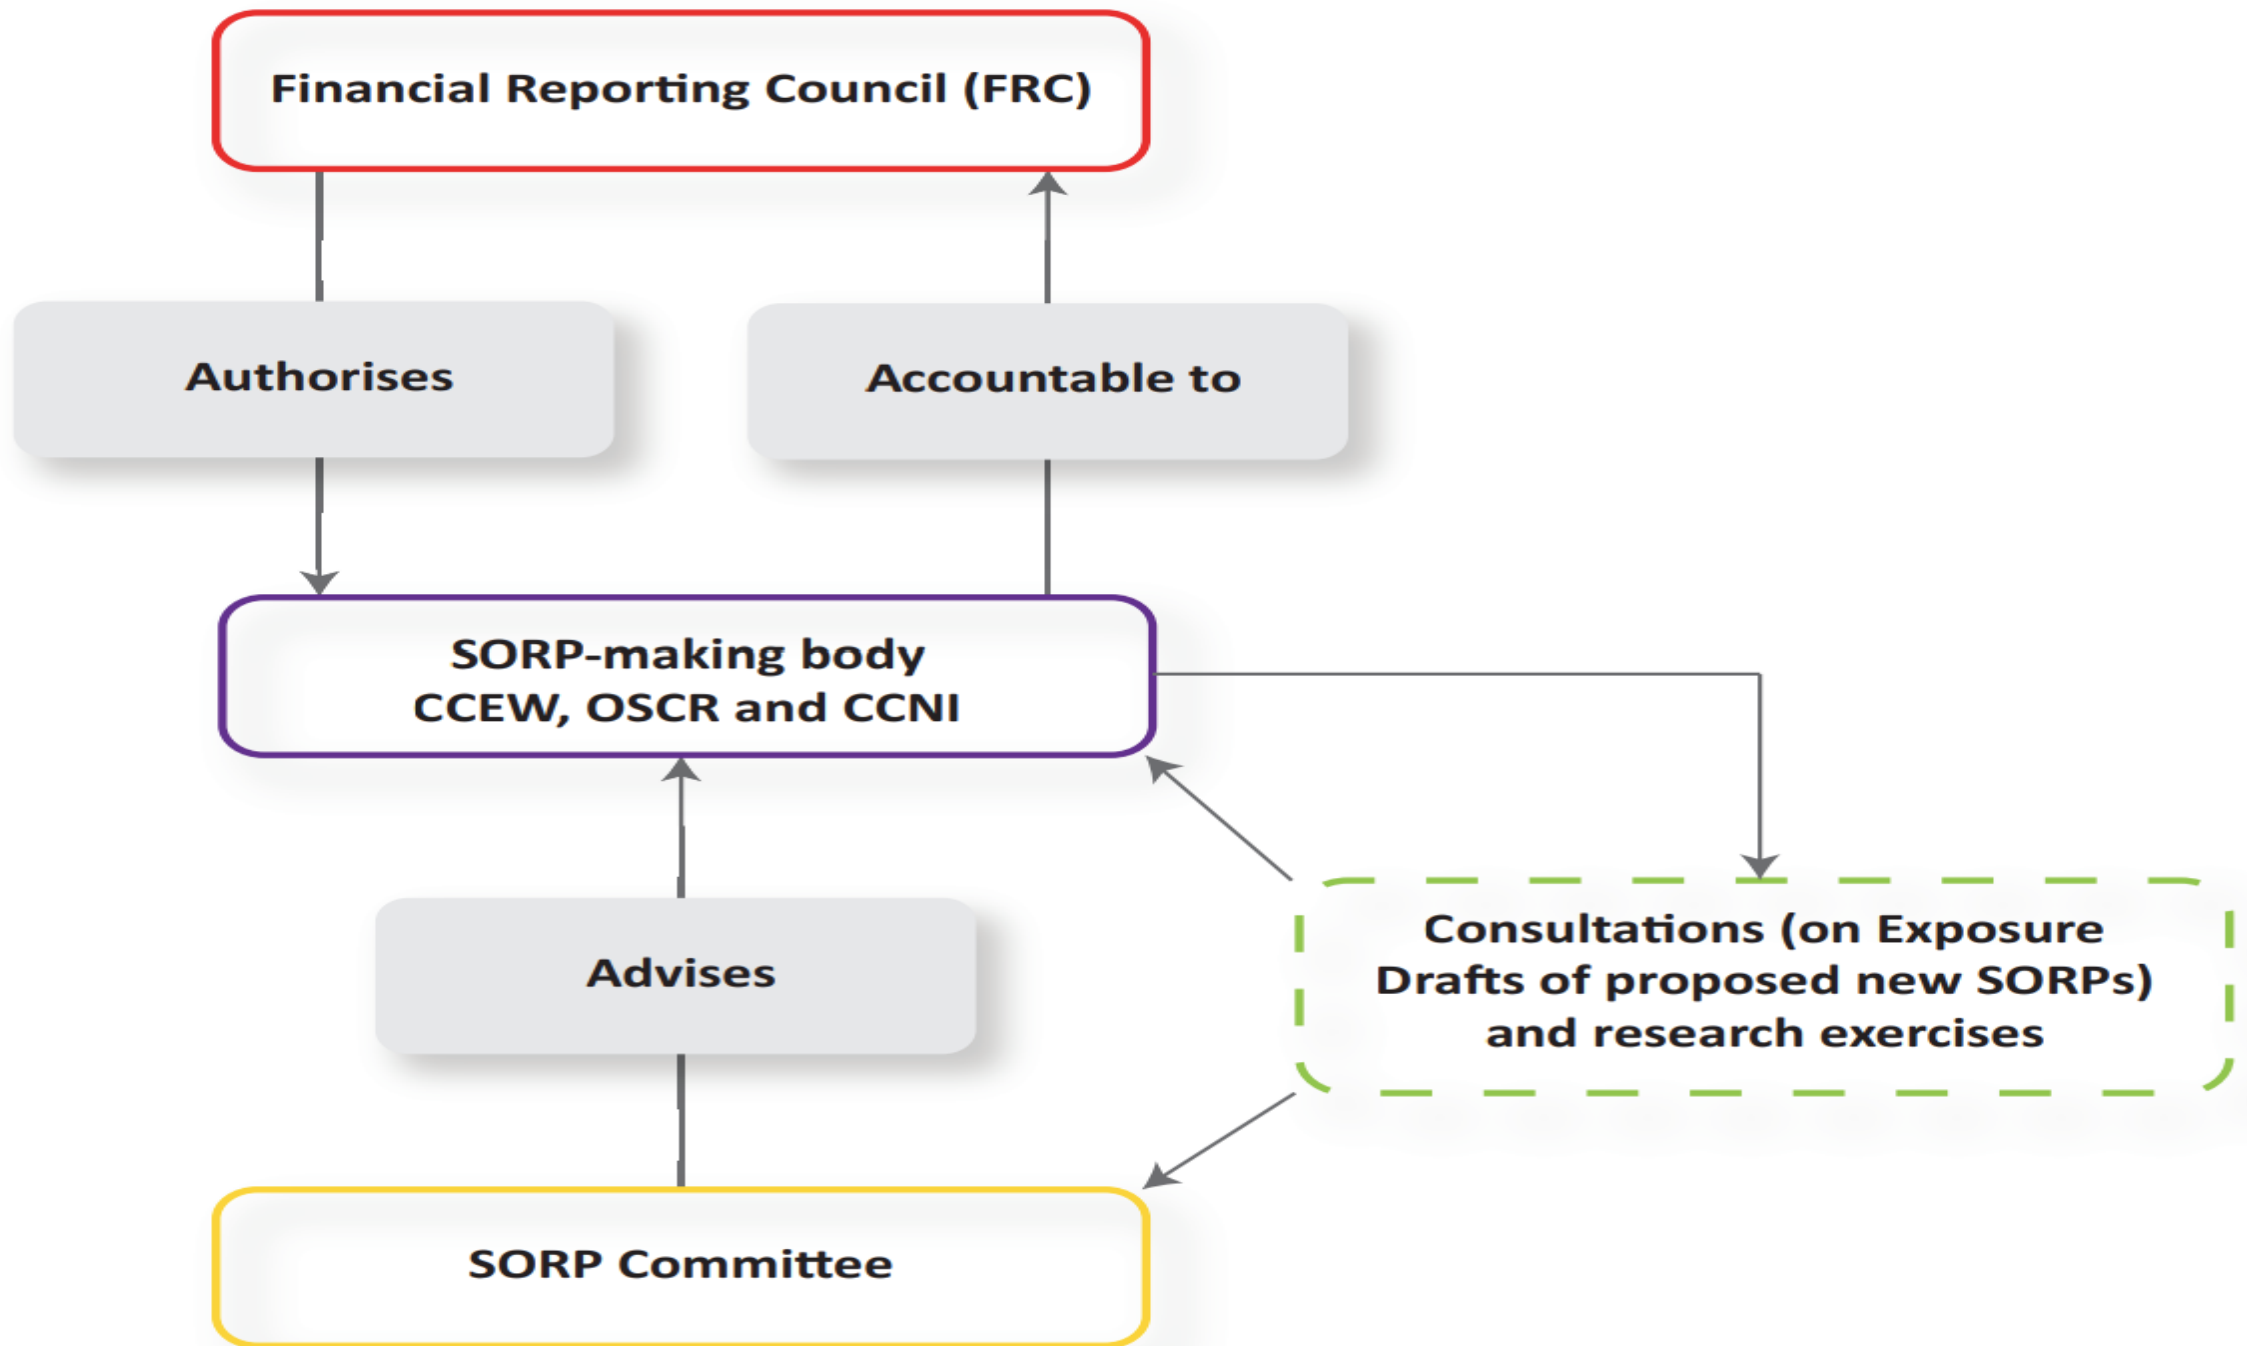 Financial Reporting Council (FRC)
Authorises
Accountable to
SORP-making body
CCEW, OSCR and CCNI
Advises
Consultations (on Exposure
Drafts of proposed new SORPs)
and research exercises
SORP Committee